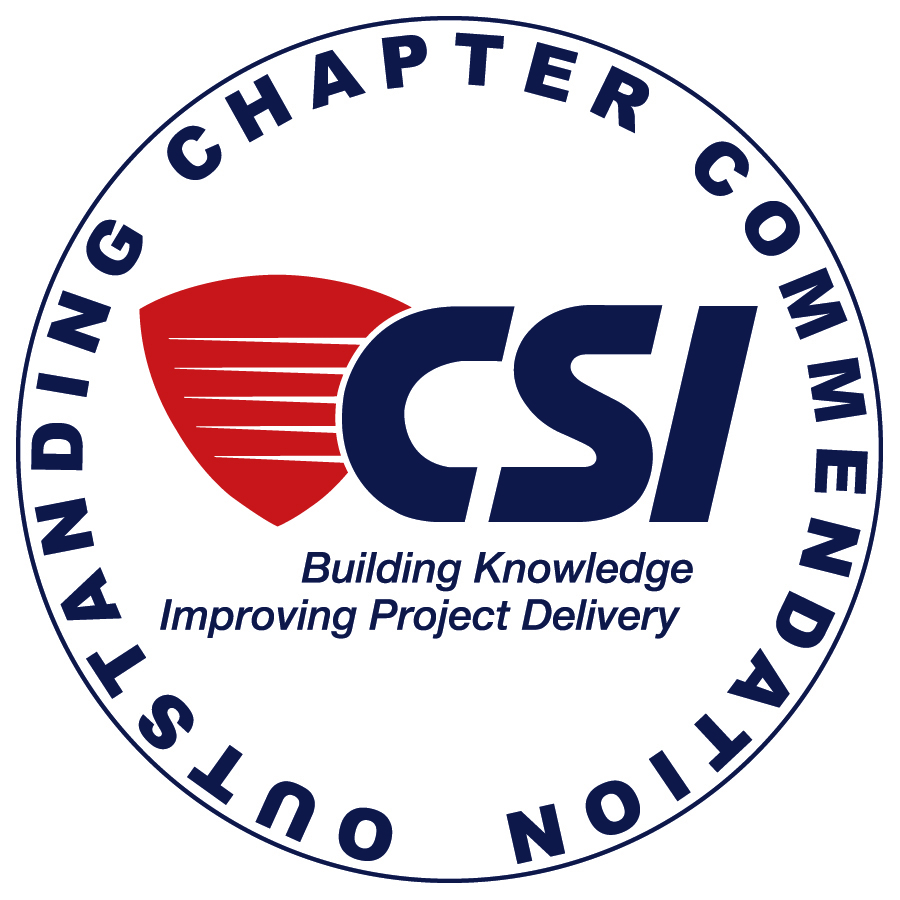 OUTSTANDING CHAPTER COMMENDATION
CSI
Building Knowledge
Improving Project Delivery